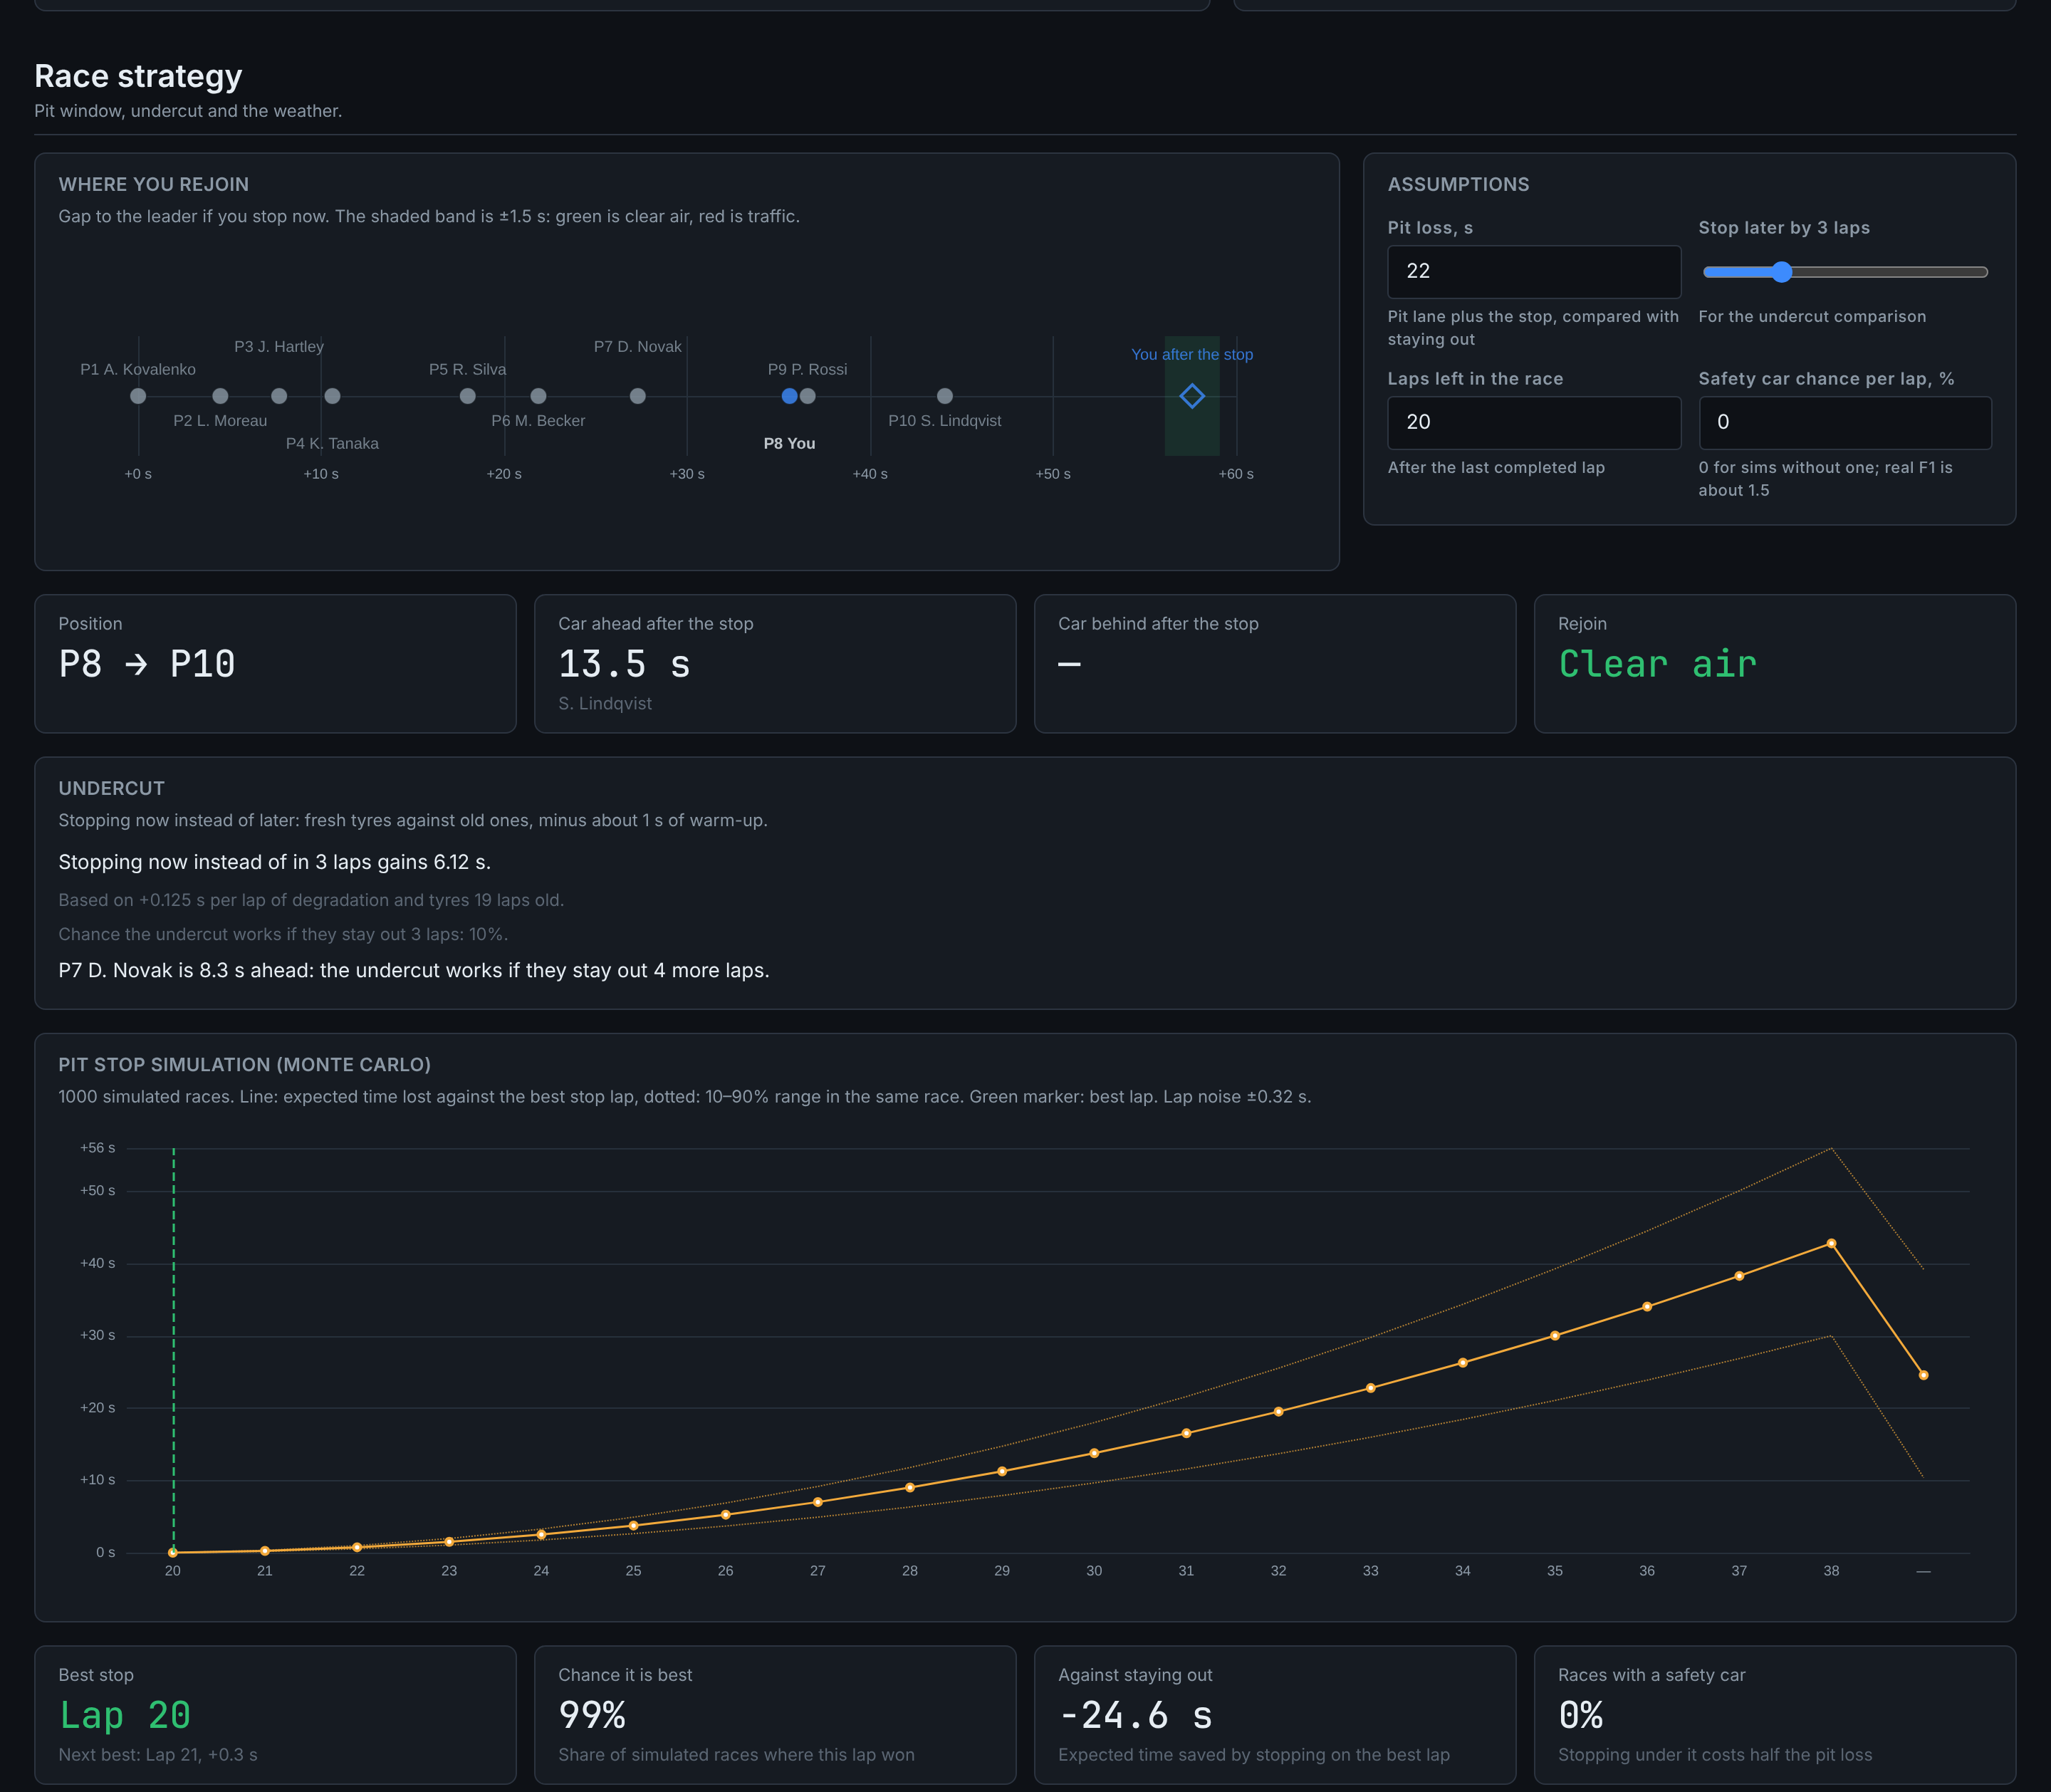 Race strategy
Pit window, undercut and the weather.
WHERE YOU REJOIN
Gap to the leader if you stop now. The shaded band is ±1.5 s: green is clear air, red is traffic.
P3 J. Hartley
P7 D. Novak
You after the stop
P1 A. Kovalenko
P5 R. Silva
P9 P. Rossi
P2 L. Moreau
P6 M. Becker
P10 S. Lindqvist
P4 K. Tanaka
P8 You
+0 s
+10 s
+20 s
+30 s
+40 s
+50 s
+60 s
ASSUMPTIONS
Pit loss, s
22
Pit lane plus the stop, compared with
staying out
Stop later by 3 laps
For the undercut comparison
Laps left in the race
20
After the last completed lap
Safety car chance per lap, %
0
0 for sims without one; real F1 is
about 1.5
Position
P8 → P10
Car ahead after the stop
13.5 s
S. Lindqvist
Car behind after the stop
—
Rejoin
Clear air
UNDERCUT
Stopping now instead of later: fresh tyres against old ones, minus about 1 s of warm-up.
Stopping now instead of in 3 laps gains 6.12 s.
Based on +0.125 s per lap of degradation and tyres 19 laps old.
Chance the undercut works if they stay out 3 laps: 10%.
P7 D. Novak is 8.3 s ahead: the undercut works if they stay out 4 more laps.
PIT STOP SIMULATION (MONTE CARLO)
1000 simulated races. Line: expected time lost against the best stop lap, dotted: 10–90% range in the same race. Green marker: best lap. Lap noise ±0.32 s.
+56 s
+50 s
+40 s
+30 s
+20 s
+10 s
0 s
20
21
22
23
24
25
26
27
28
29
30
31
32
33
34
35
36
37
38
—
Best stop
Lap 20
Next best: Lap 21, +0.3 s
Chance it is best
99%
Share of simulated races where this lap won
Against staying out
-24.6 s
Expected time saved by stopping on the best lap
Races with a safety car
0%
Stopping under it costs half the pit loss